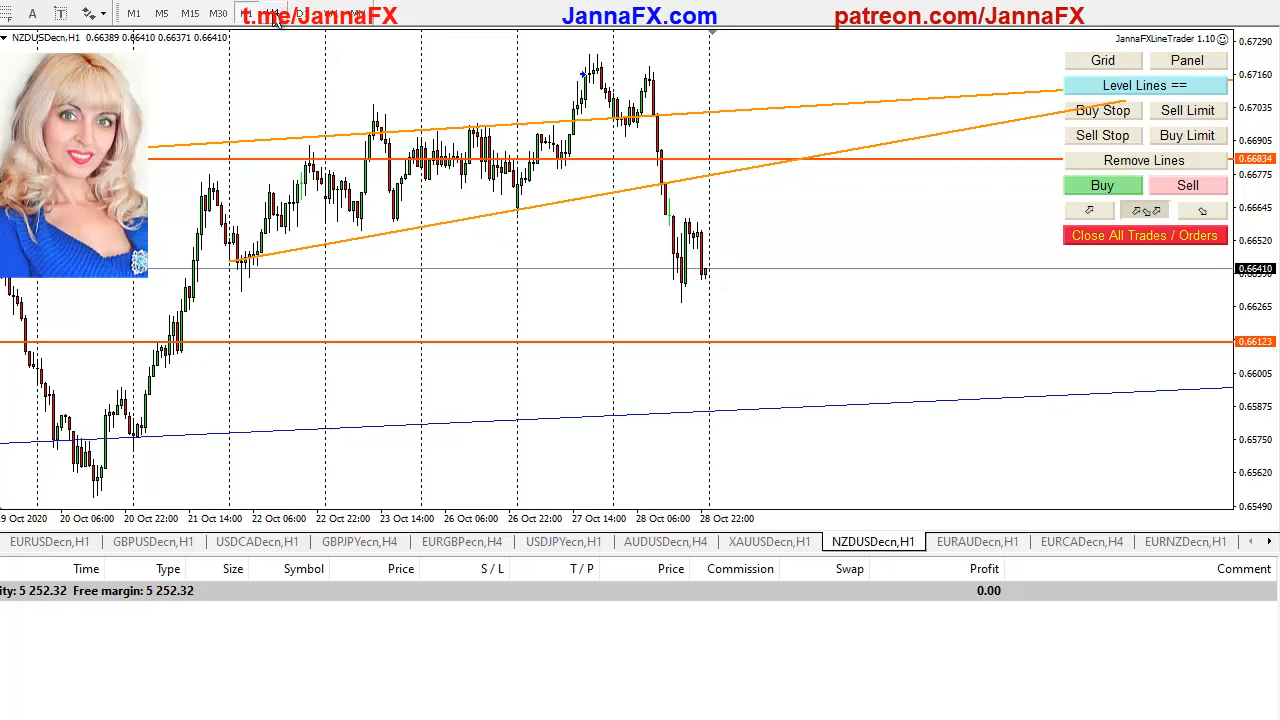 A T M1 M5 M15 M30 H1 t.me/JannaFX JannaFX.com patreon.com/JannaFX
NZDUSDecn,H1 0.66389 0.66410 0.66371 0.66410
JannaFXLineTrader 1.10
Grid Panel
Level Lines ==
Buy Stop Sell Limit
Sell Stop Buy Limit
Remove Lines
Buy Sell
Close All Trades / Orders
0.67290
0.67160
0.67035
0.66905
0.66834
0.66775
0.66645
0.66520
0.66410
0.66265
0.66123
0.66005
0.65875
0.65750
0.65620
0.65490
9 Oct 2020 20 Oct 06:00 20 Oct 22:00 21 Oct 14:00 22 Oct 06:00 22 Oct 22:00 23 Oct 14:00 26 Oct 06:00 26 Oct 22:00 27 Oct 14:00 28 Oct 06:00 28 Oct 22:00
EURUSDecn,H1 GBPUSDecn,H1 USDCADecn,H1 GBPJPYecn,H4 EURGBPecn,H4 USDJPYecn,H1 AUDUSDecn,H4 XAUUSDecn,H1 NZDUSDecn,H1 EURAUDecn,H1 EURCADecn,H4 EURNZDecn,H1
Time Type Size Symbol Price S / L T / P Price Commission Swap Profit Comment
ity: 5 252.32 Free margin: 5 252.32 0.00